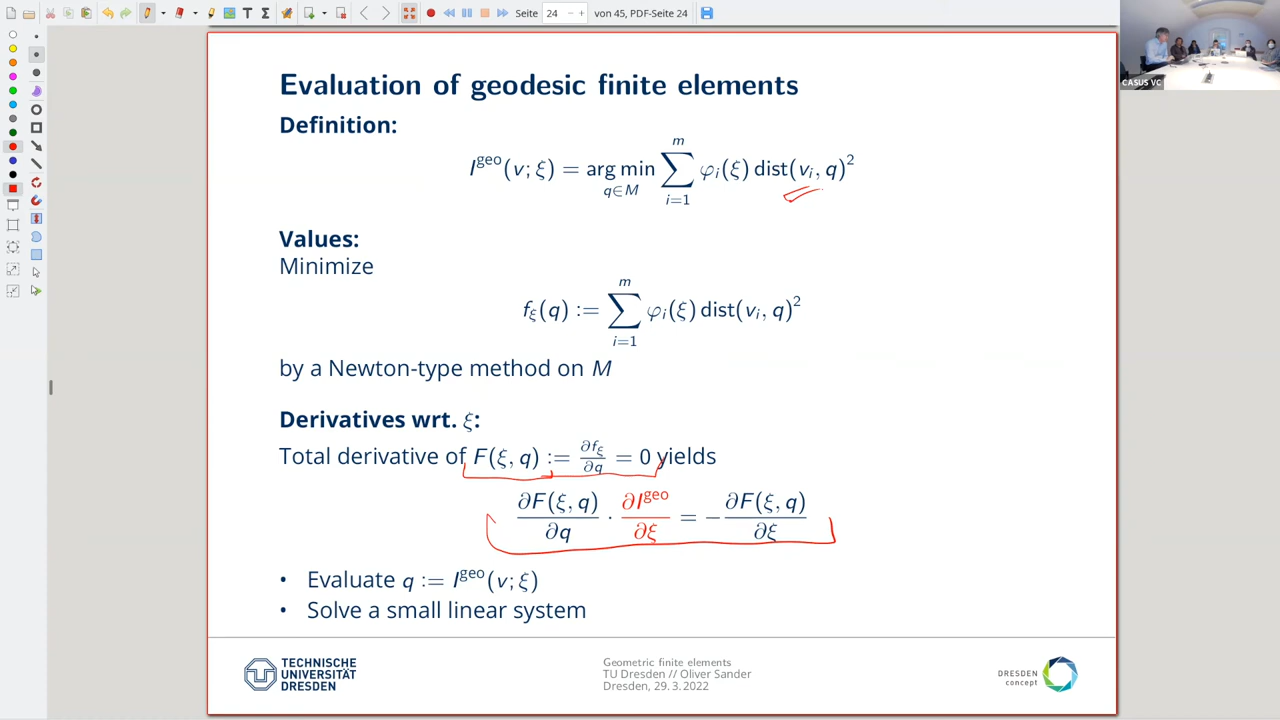 Seite 24 von 45, PDF-Seite 24
CASUS VC
Evaluation of geodesic finite elements
Definition:
I^geo(v; ξ) = arg min_{q∈M} ∑_{i=1}^{m} φ_i(ξ) dist(v_i, q)^2
Values:
Minimize
f_ξ(q) := ∑_{i=1}^{m} φ_i(ξ) dist(v_i, q)^2
by a Newton-type method on M
Derivatives wrt. ξ:
Total derivative of F(ξ, q) := ∂f_ξ/∂q = 0 yields
∂F(ξ, q)/∂q · ∂I^geo/∂ξ = − ∂F(ξ, q)/∂ξ
• Evaluate q := I^geo(v; ξ)
• Solve a small linear system
TECHNISCHE
UNIVERSITÄT
DRESDEN
Geometric finite elements
TU Dresden // Oliver Sander
Dresden, 29. 3. 2022
DRESDEN
concept